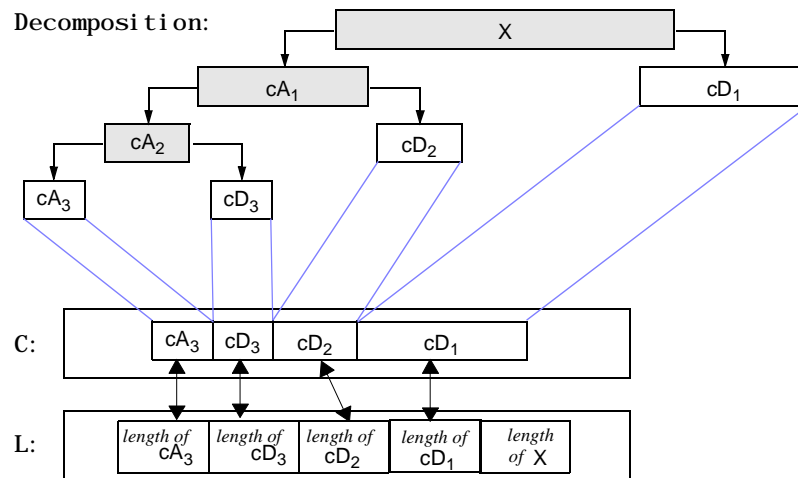 Decomposition:
X
cA₁
cD₁
cA₂
cD₂
cA₃
cD₃
C:
cA₃ cD₃ cD₂ cD₁
L:
length of cA₃
length of cD₃
length of cD₂
length of cD₁
length of X